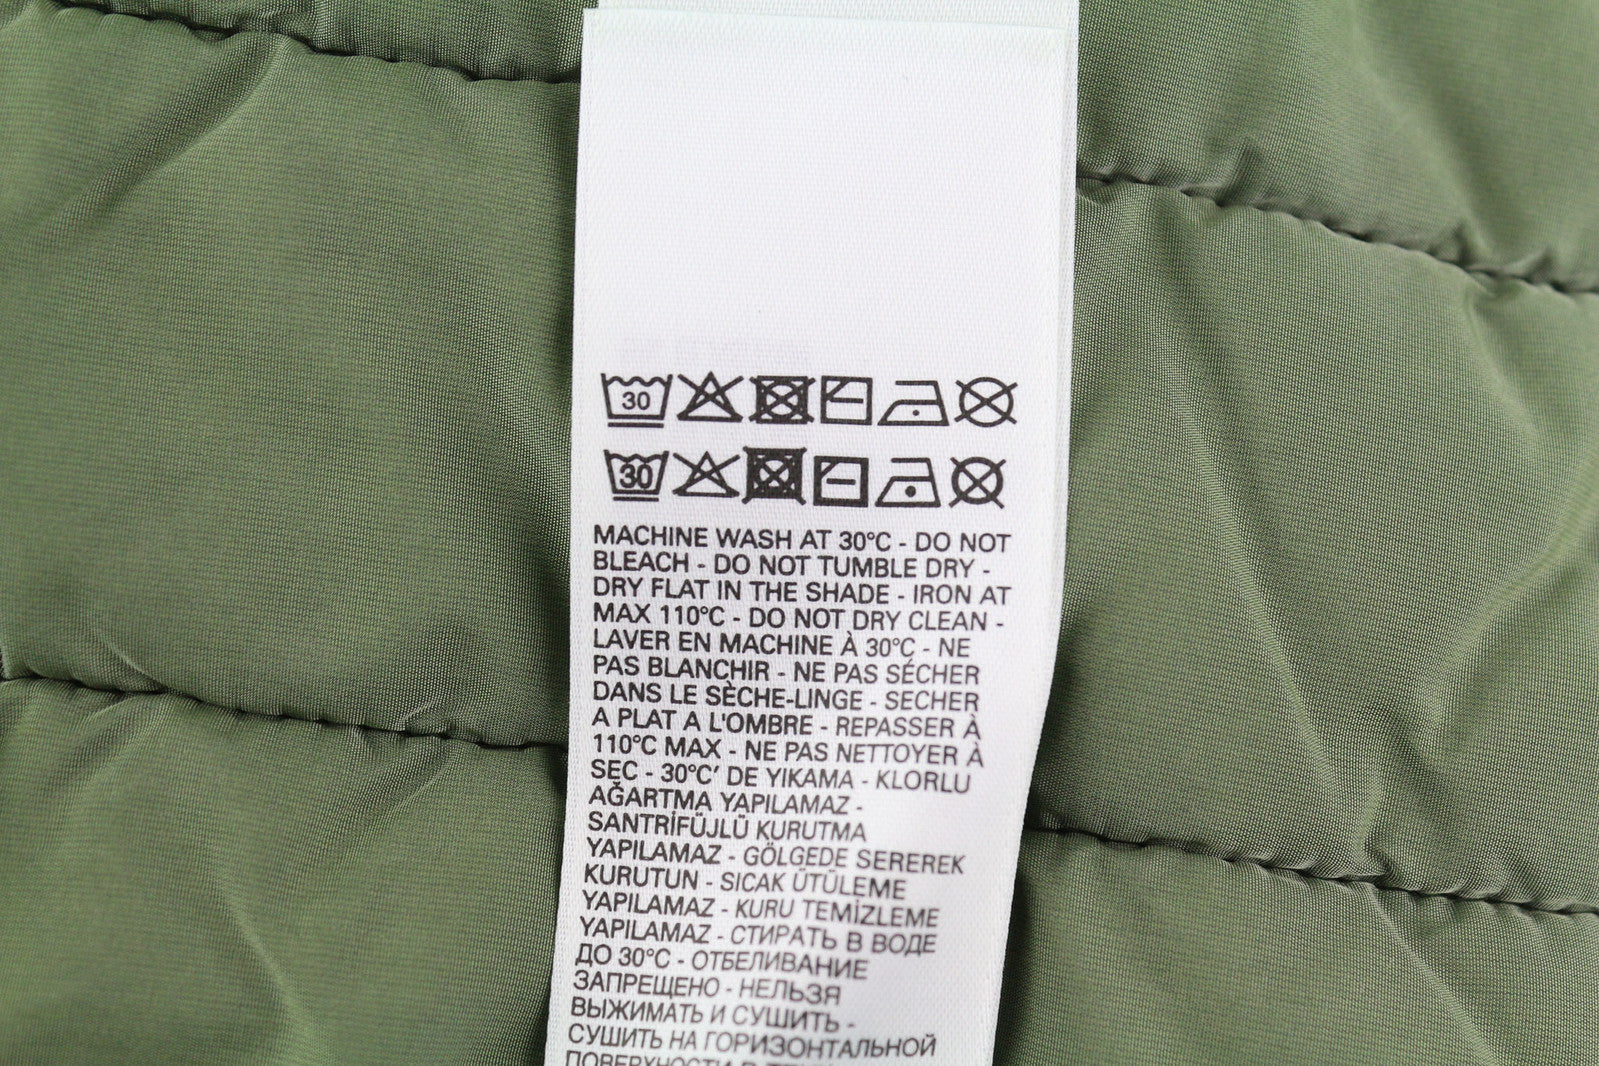 30
30
MACHINE WASH AT 30°C - DO NOT
BLEACH - DO NOT TUMBLE DRY -
DRY FLAT IN THE SHADE - IRON AT
MAX 110°C - DO NOT DRY CLEAN -
LAVER EN MACHINE À 30°C - NE
PAS BLANCHIR - NE PAS SÉCHER
DANS LE SÈCHE-LINGE - SECHER
A PLAT A L'OMBRE - REPASSER À
110°C MAX - NE PAS NETTOYER À
SEC - 30°C' DE YIKAMA - KLORLU
AĞARTMA YAPILAMAZ -
SANTRİFÜJLÜ KURUTMA
YAPILAMAZ - GÖLGEDE SEREREK
KURUTUN - SICAK ÜTÜLEME
YAPILAMAZ - KURU TEMİZLEME
YAPILAMAZ - СТИРАТЬ В ВОДЕ
ДО 30°C - ОТБЕЛИВАНИЕ
ЗАПРЕЩЕНО - НЕЛЬЗЯ
ВЫЖИМАТЬ И СУШИТЬ -
СУШИТЬ НА ГОРИЗОНТАЛЬНОЙ
ПОВЕРХНОСТИ В